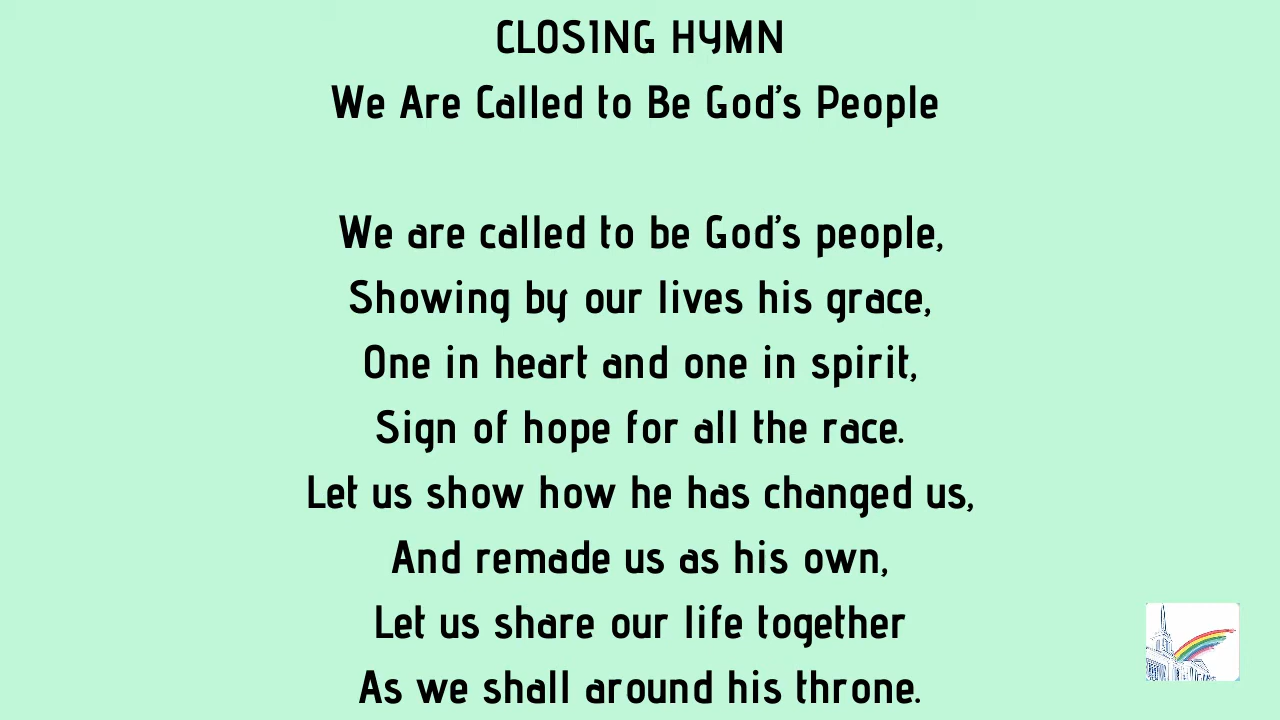 CLOSING HYMN
We Are Called to Be God's People
We are called to be God's people,
Showing by our lives his grace,
One in heart and one in spirit,
Sign of hope for all the race.
Let us show how he has changed us,
And remade us as his own,
Let us share our life together
As we shall around his throne.